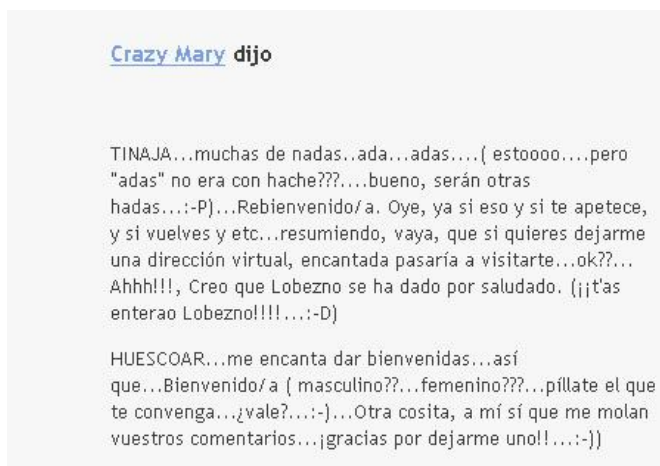 Crazy Mary dijo
TINAJA...muchas de nadas..ada...adas....( estoooo....pero
"adas" no era con hache???....bueno, serán otras
hadas...:-P)...Rebienvenido/a. Oye, ya si eso y si te apetece,
y si vuelves y etc...resumiendo, vaya, que si quieres dejarme
una dirección virtual, encantada pasaría a visitarte...ok??...
Ahhh!!!, Creo que Lobezno se ha dado por saludado. (¡¡t'as
enterao Lobezno!!!!...:-D)
HUESCOAR...me encanta dar bienvenidas...así
que...Bienvenido/a ( masculino??...femenino???...píllate el que
te convenga...¿vale?...:-)...Otra cosita, a mí sí que me molan
vuestros comentarios...¡gracias por dejarme uno!!...:-))